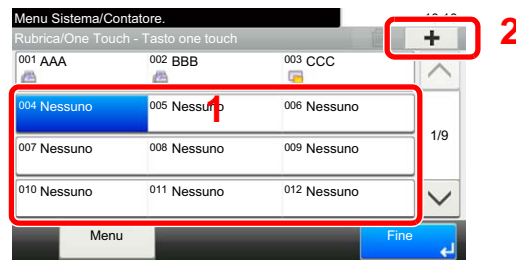 Menu Sistema/Contatore.
Rubrica/One Touch - Tasto one touch
+ 2
001 AAA 002 BBB 003 CCC
004 Nessuno 005 Nessuno 006 Nessuno
1
1/9
007 Nessuno 008 Nessuno 009 Nessuno
010 Nessuno 011 Nessuno 012 Nessuno
Menu Fine